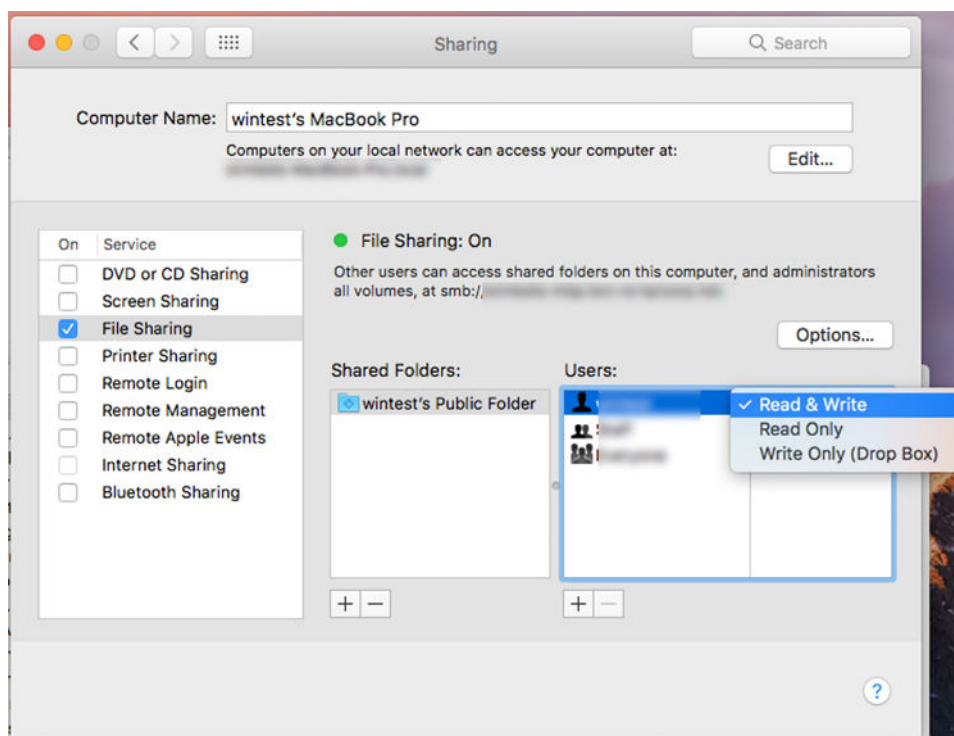 Sharing
Search
Computer Name: wintest's MacBook Pro
Computers on your local network can access your computer at:
Edit...
On Service
DVD or CD Sharing
Screen Sharing
File Sharing
Printer Sharing
Remote Login
Remote Management
Remote Apple Events
Internet Sharing
Bluetooth Sharing
File Sharing: On
Other users can access shared folders on this computer, and administrators
all volumes, at smb:/
Options...
Shared Folders:
wintest's Public Folder
Users:
Read & Write
Read Only
Write Only (Drop Box)
?